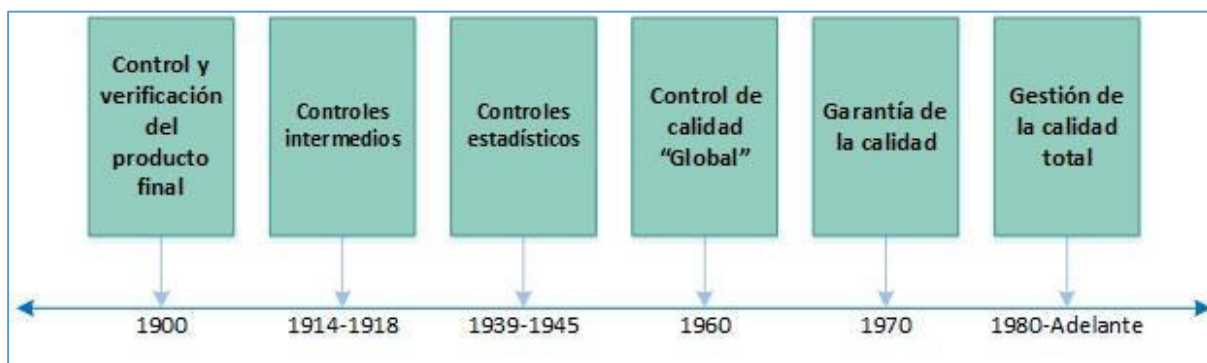 Control y
verificación
del
producto
final
Controles
intermedios
Controles
estadísticos
Control de
calidad
“Global”
Garantía de
la calidad
Gestión de
la calidad
total
1900
1914-1918
1939-1945
1960
1970
1980-Adelante